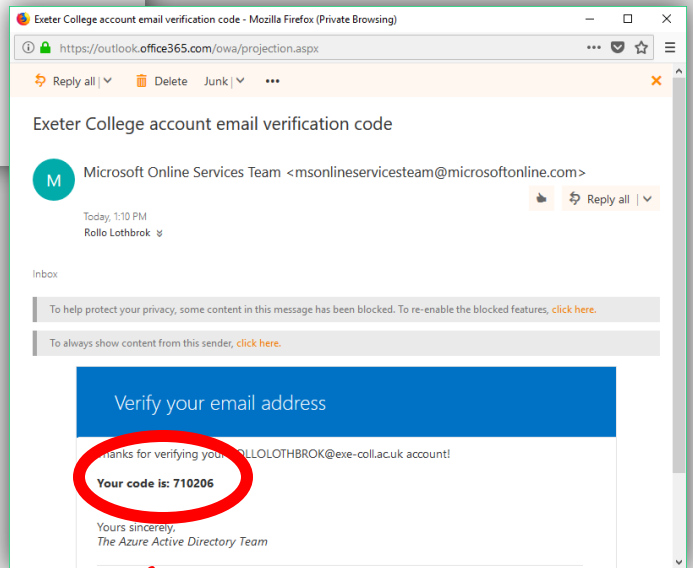 Exeter College account email verification code - Mozilla Firefox (Private Browsing)
https://outlook.office365.com/owa/projection.aspx
Reply all | Delete Junk |
Exeter College account email verification code
M
Microsoft Online Services Team <msonlineservicesteam@microsoftonline.com>
Reply all |
Today, 1:10 PM
Rollo Lothbrok
Inbox
To help protect your privacy, some content in this message has been blocked. To re-enable the blocked features, click here.
To always show content from this sender, click here.
Verify your email address
for verifying your @exe-coll.ac.uk account!
Your code is: 710206
Yours sincerely,
The Azure Active Directory Team